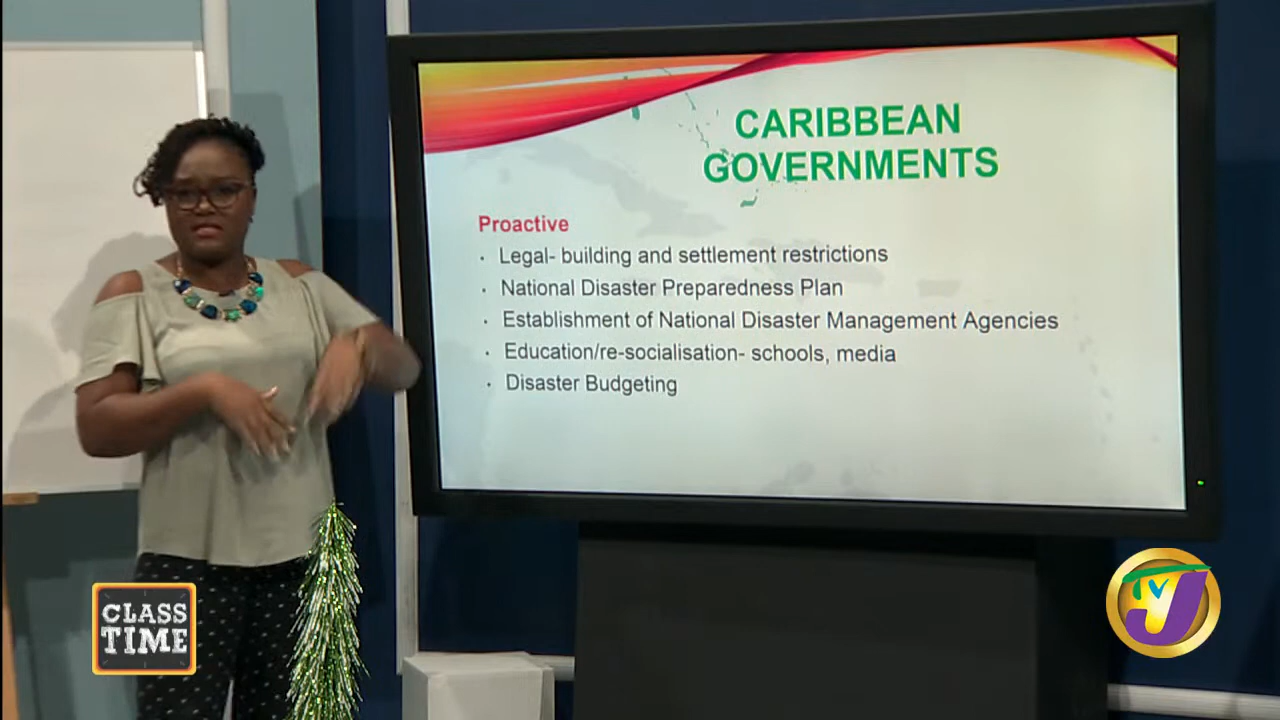 CARIBBEAN
GOVERNMENTS
Proactive
· Legal- building and settlement restrictions
· National Disaster Preparedness Plan
· Establishment of National Disaster Management Agencies
· Education/re-socialisation- schools, media
· Disaster Budgeting
CLASS
TIME
TVJ